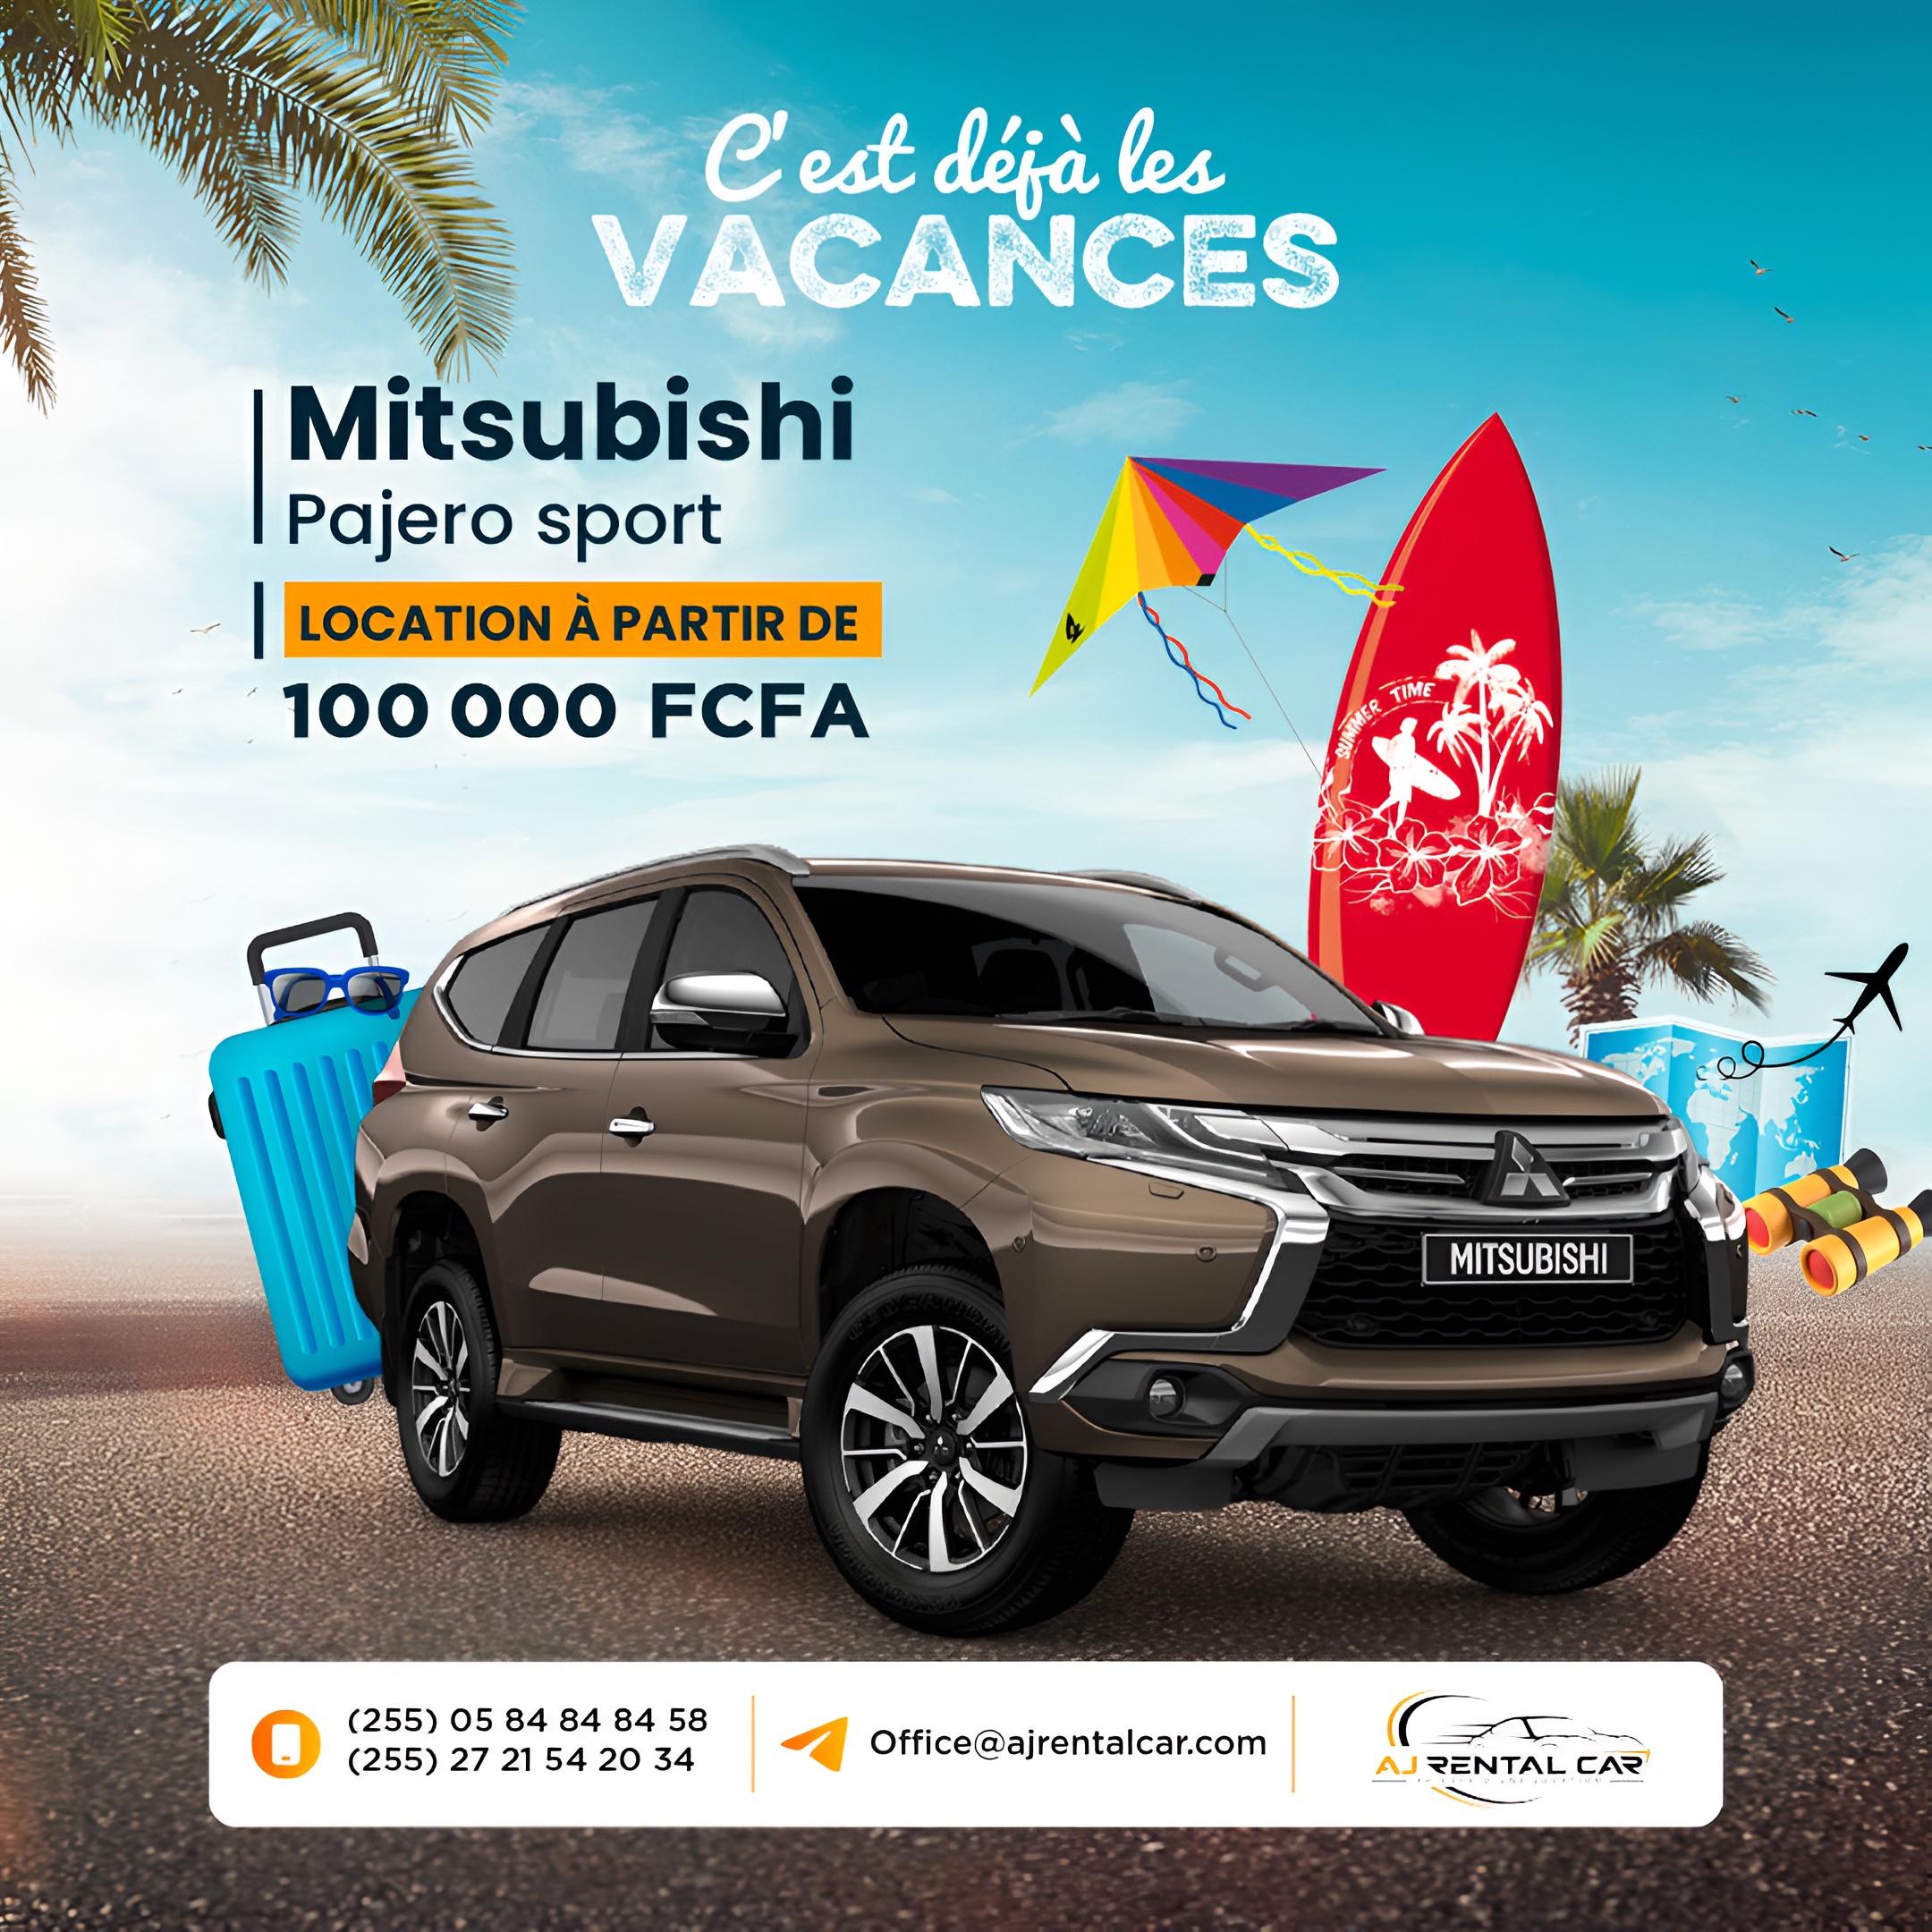 C'est déjà les
VACANCES
Mitsubishi
Pajero sport
LOCATION À PARTIR DE
100 000 FCFA
SUMMER TIME
MITSUBISHI
(255) 05 84 84 84 58
(255) 27 21 54 20 34
Office@ajrentalcar.com
AJ RENTAL CAR